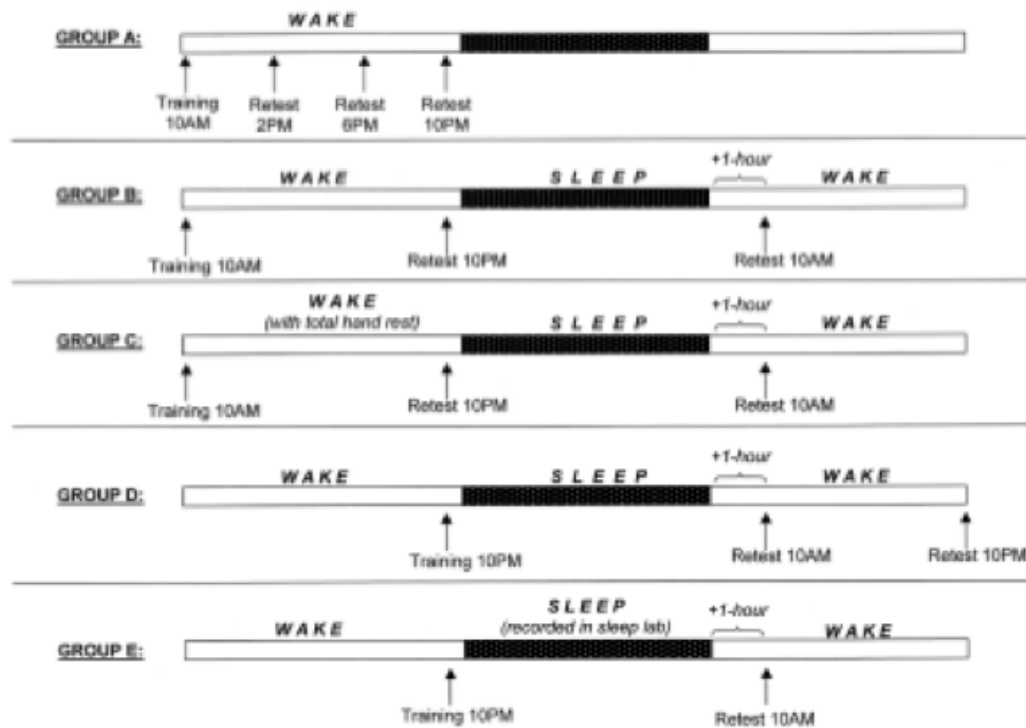 WAKE
GROUP A:
Training
10AM
Retest
2PM
Retest
6PM
Retest
10PM
WAKE
SLEEP
+1-hour
WAKE
GROUP B:
Training 10AM
Retest 10PM
Retest 10AM
WAKE
(with total hand rest)
SLEEP
+1-hour
WAKE
GROUP C:
Training 10AM
Retest 10PM
Retest 10AM
WAKE
SLEEP
+1-hour
WAKE
GROUP D:
Training 10PM
Retest 10AM
Retest 10PM
WAKE
SLEEP
(recorded in sleep lab)
+1-hour
WAKE
GROUP E:
Training 10PM
Retest 10AM